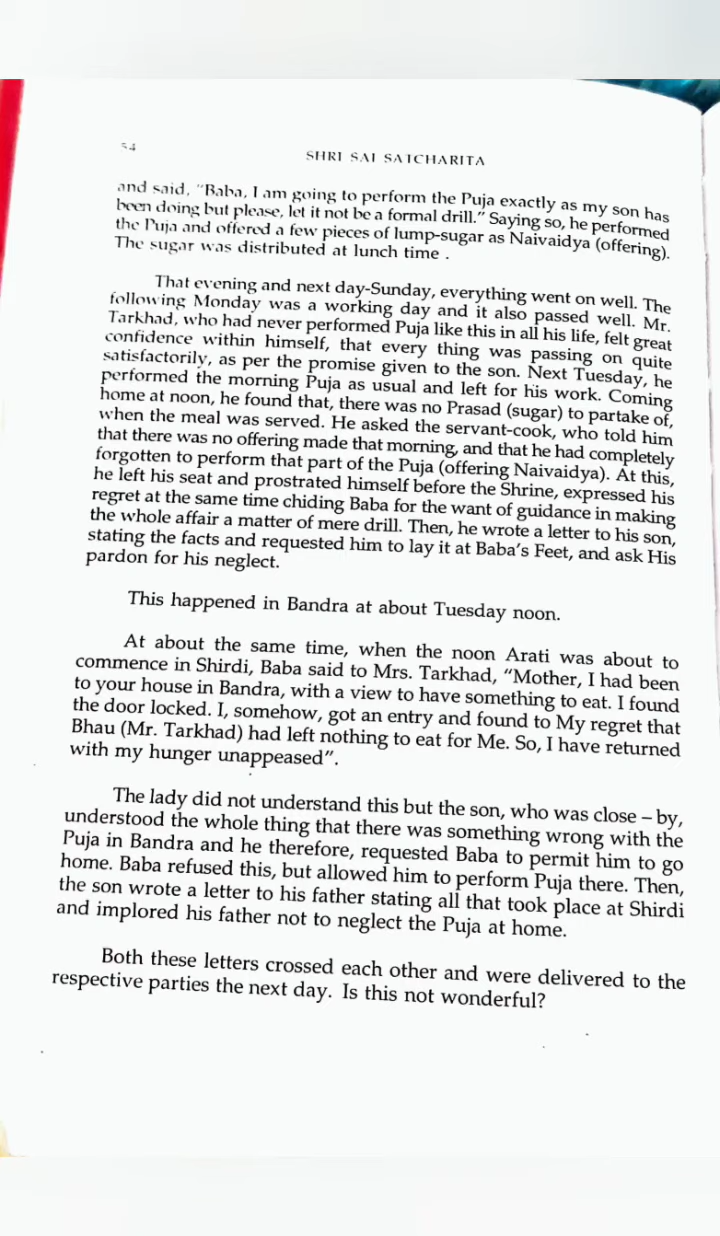 54
SHRI SAI SATCHARITA
and said, "Baba, I am going to perform the Puja exactly as my son has
been doing but please, let it not be a formal drill." Saying so, he performed
the Puja and offered a few pieces of lump-sugar as Naivaidya (offering).
The sugar was distributed at lunch time .
That evening and next day-Sunday, everything went on well. The
following Monday was a working day and it also passed well. Mr.
Tarkhad, who had never performed Puja like this in all his life, felt great
confidence within himself, that every thing was passing on quite
satisfactorily, as per the promise given to the son. Next Tuesday, he
performed the morning Puja as usual and left for his work. Coming
home at noon, he found that, there was no Prasad (sugar) to partake of,
when the meal was served. He asked the servant-cook, who told him
that there was no offering made that morning, and that he had completely
forgotten to perform that part of the Puja (offering Naivaidya). At this,
he left his seat and prostrated himself before the Shrine, expressed his
regret at the same time chiding Baba for the want of guidance in making
the whole affair a matter of mere drill. Then, he wrote a letter to his son,
stating the facts and requested him to lay it at Baba's Feet, and ask His
pardon for his neglect.
This happened in Bandra at about Tuesday noon.
At about the same time, when the noon Arati was about to
commence in Shirdi, Baba said to Mrs. Tarkhad, "Mother, I had been
to your house in Bandra, with a view to have something to eat. I found
the door locked. I, somehow, got an entry and found to My regret that
Bhau (Mr. Tarkhad) had left nothing to eat for Me. So, I have returned
with my hunger unappeased".
The lady did not understand this but the son, who was close – by,
understood the whole thing that there was something wrong with the
Puja in Bandra and he therefore, requested Baba to permit him to go
home. Baba refused this, but allowed him to perform Puja there. Then,
the son wrote a letter to his father stating all that took place at Shirdi
and implored his father not to neglect the Puja at home.
Both these letters crossed each other and were delivered to the
respective parties the next day. Is this not wonderful?